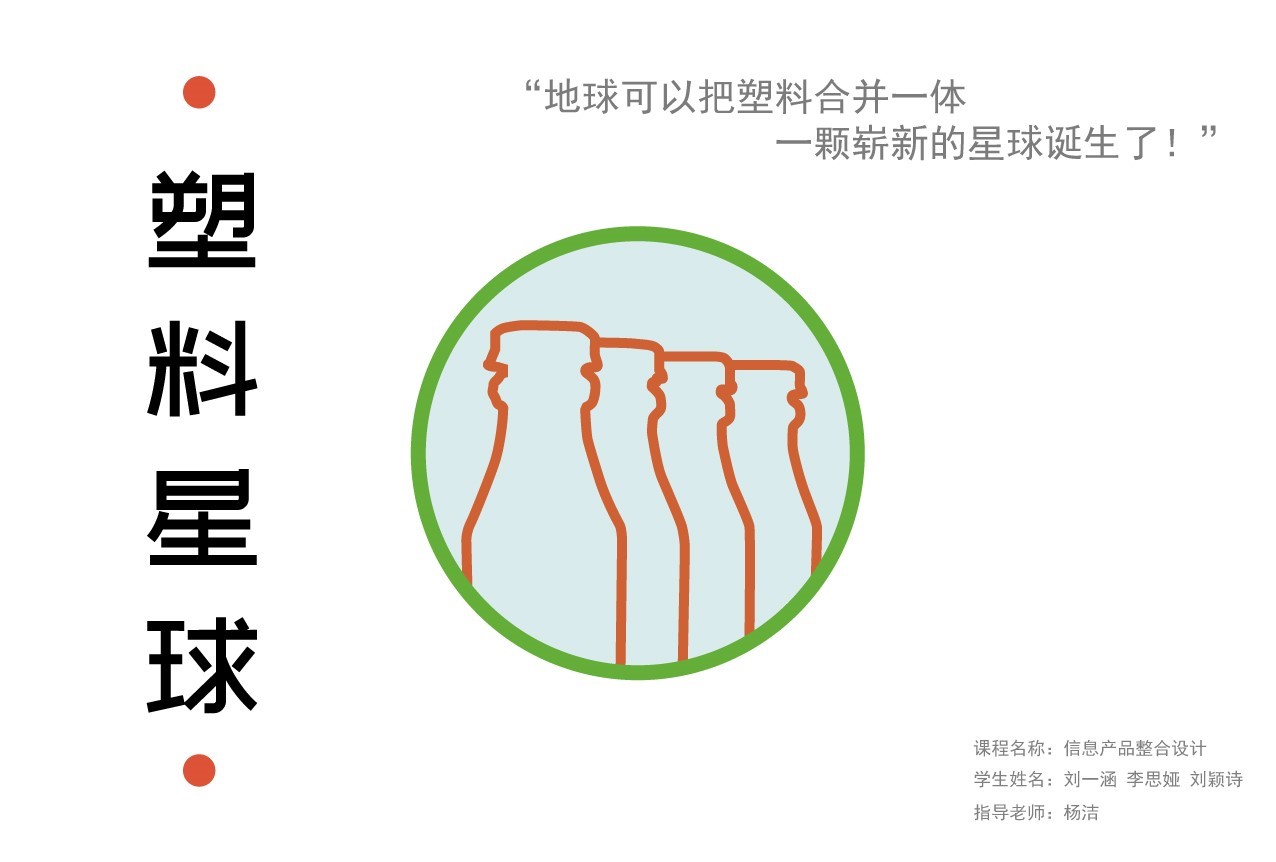 塑料星球
“地球可以把塑料合并一体
一颗崭新的星球诞生了！”
课程名称：信息产品整合设计
学生姓名：刘一涵 李思娅 刘颖诗
指导老师：杨洁